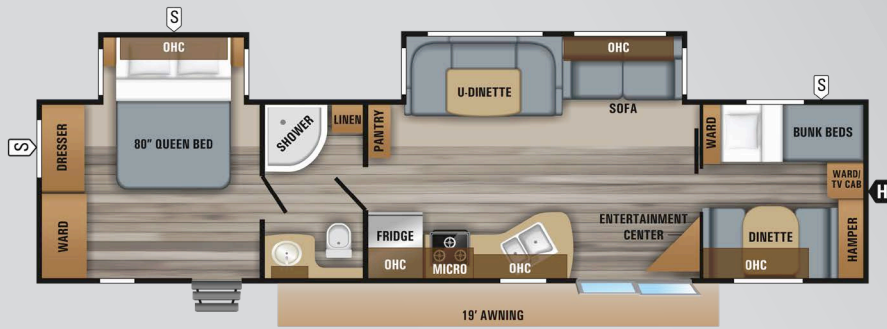 S
OHC
OHC
U-DINETTE
SOFA
S
S
DRESSER
80" QUEEN BED
SHOWER
LINEN
PANTRY
WARD
BUNK BEDS
WARD/
TV CAB
H
WARD
FRIDGE
OHC
MICRO
OHC
ENTERTAINMENT
CENTER
DINETTE
OHC
HAMPER
19' AWNING